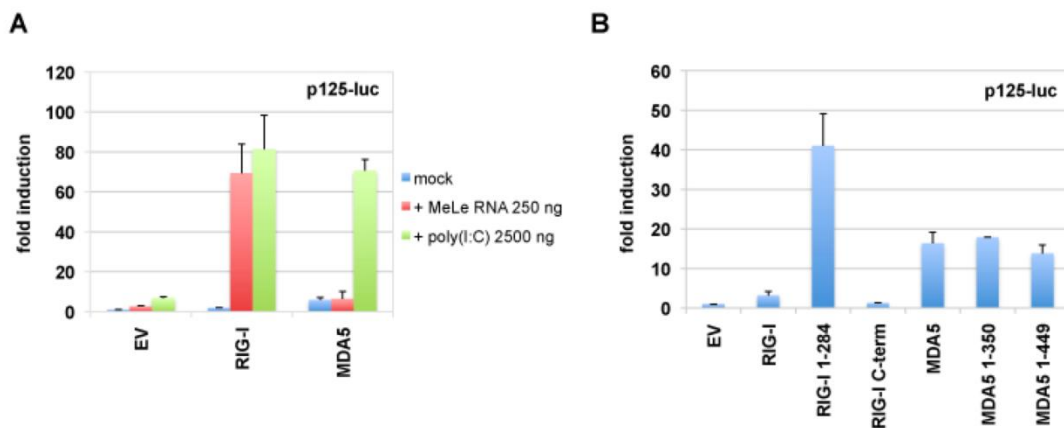 A
p125-luc
fold induction
120
100
80
60
40
20
0
EV
RIG-I
MDA5
mock
+ MeLe RNA 250 ng
+ poly(I:C) 2500 ng
B
p125-luc
fold induction
60
50
40
30
20
10
0
EV
RIG-I
RIG-I 1-284
RIG-I C-term
MDA5
MDA5 1-350
MDA5 1-449